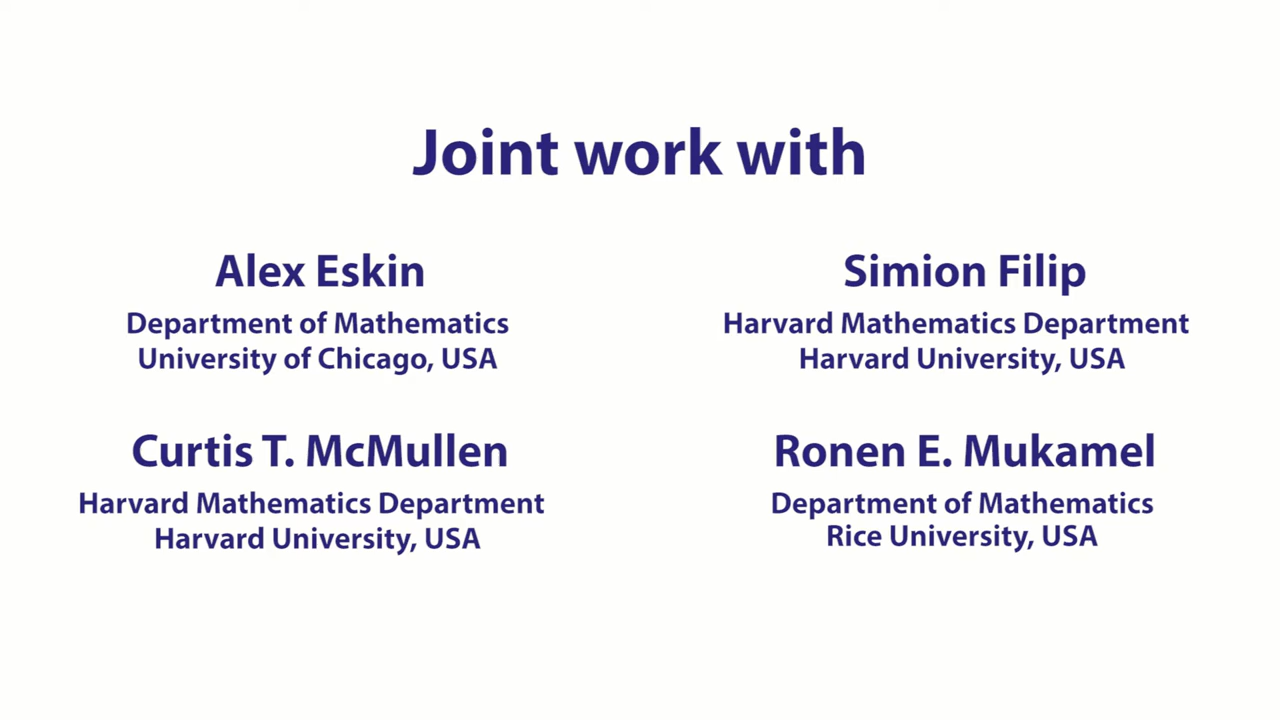 Joint work with
Alex Eskin
Department of Mathematics
University of Chicago, USA
Simion Filip
Harvard Mathematics Department
Harvard University, USA
Curtis T. McMullen
Harvard Mathematics Department
Harvard University, USA
Ronen E. Mukamel
Department of Mathematics
Rice University, USA